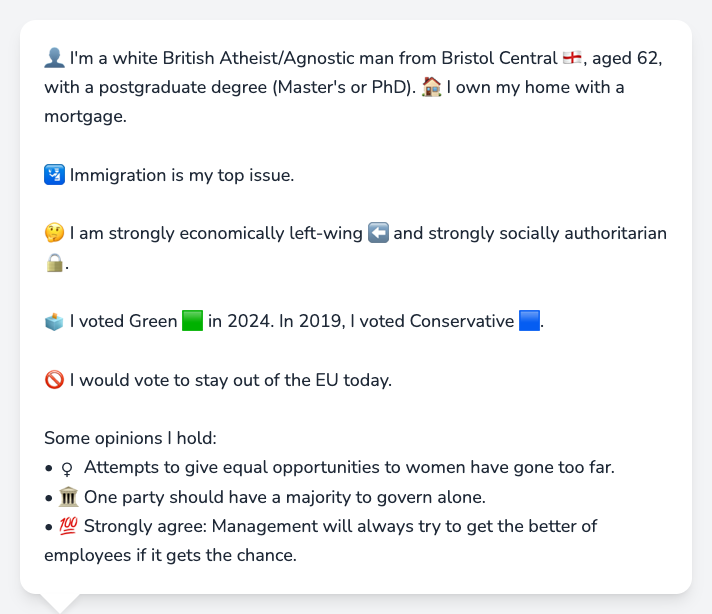 👤 I'm a white British Atheist/Agnostic man from Bristol Central 🏴󠁧󠁢󠁥󠁮󠁧󠁿, aged 62,
with a postgraduate degree (Master's or PhD). 🏠 I own my home with a
mortgage.
🛂 Immigration is my top issue.
🤔 I am strongly economically left-wing ⬅️ and strongly socially authoritarian
🔒.
🗳️ I voted Green 🟩 in 2024. In 2019, I voted Conservative 🟦.
🚫 I would vote to stay out of the EU today.
Some opinions I hold:
• ♀ Attempts to give equal opportunities to women have gone too far.
• 🏛️ One party should have a majority to govern alone.
• 💯 Strongly agree: Management will always try to get the better of
employees if it gets the chance.